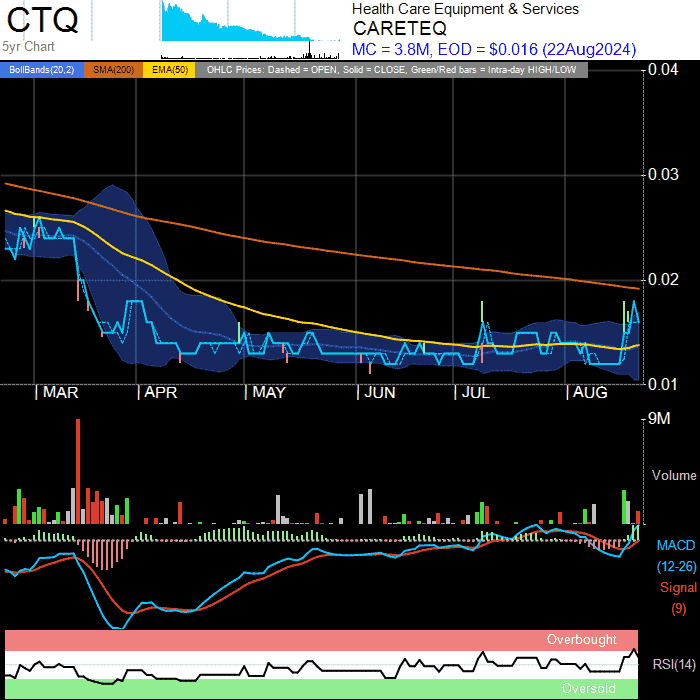 CTQ
5yr Chart
Health Care Equipment & Services
CARETEQ
MC = 3.8M, EOD = $0.016 (22Aug2024)
BollBands(20,2) SMA(200) EMA(50) OHLC Prices: Dashed = OPEN, Solid = CLOSE, Green/Red bars = Intra-day HIGH/LOW
0.04
0.03
0.02
0.01
MAR APR MAY JUN JUL AUG
9M
Volume
MACD
(12-26)
Signal
(9)
Overbought
RSI(14)
Oversold